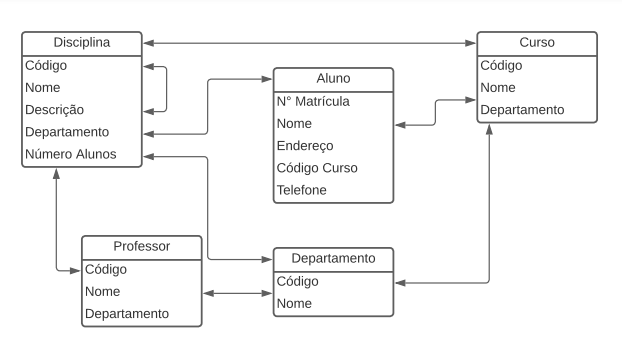 Disciplina
Código
Nome
Descrição
Departamento
Número Alunos
Aluno
N° Matrícula
Nome
Endereço
Código Curso
Telefone
Curso
Código
Nome
Departamento
Professor
Código
Nome
Departamento
Departamento
Código
Nome